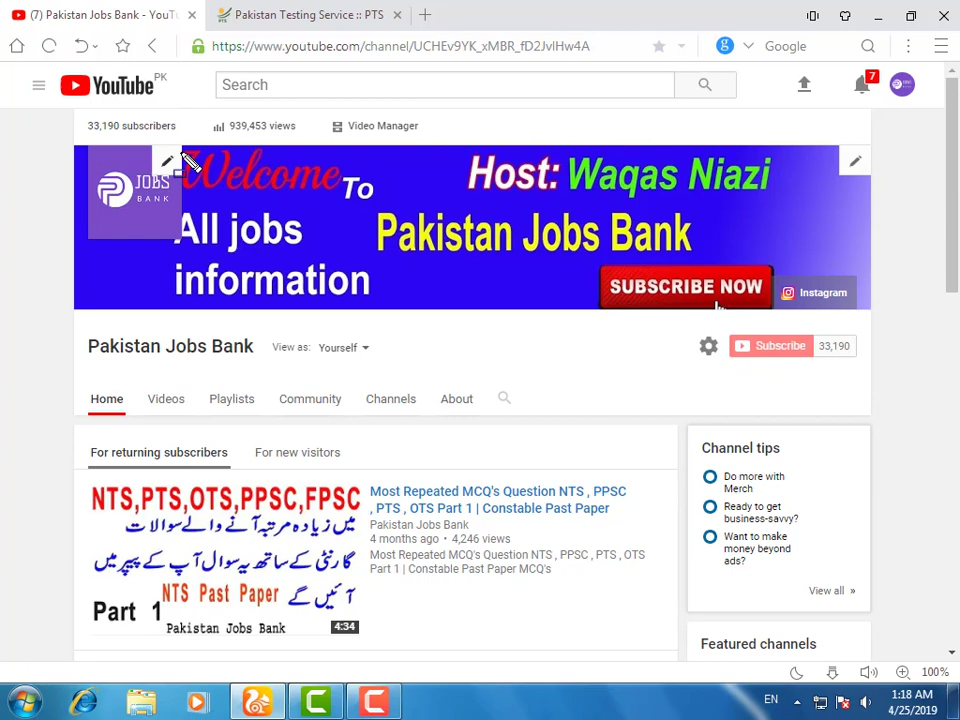 (7) Pakistan Jobs Bank - YouTu
Pakistan Testing Service :: PTS
https://www.youtube.com/channel/UCHEv9YK_xMBR_fD2JvlHw4A
Google
YouTube PK
Search
7
33,190 subscribers
939,453 views
Video Manager
JOBS
BANK
Welcome To
Host: Waqas Niazi
All jobs
information
Pakistan Jobs Bank
SUBSCRIBE NOW
Instagram
Pakistan Jobs Bank
View as: Yourself
Subscribe 33,190
Home
Videos
Playlists
Community
Channels
About
For returning subscribers
For new visitors
NTS,PTS,OTS,PPSC,FPSC
میں زیادہ مرتبہ آنے والے سوالات
گارنٹی کے ساتھ یہ سوال آپ کے پیپر میں
آئیں گے
NTS Past Paper
Part 1
Pakistan Jobs Bank
4:34
Most Repeated MCQ's Question NTS , PPSC
, PTS , OTS Part 1 | Constable Past Paper
Pakistan Jobs Bank
4 months ago • 4,246 views
Most Repeated MCQ's Question NTS , PPSC , PTS , OTS
Part 1 | Constable Past Paper MCQ's
Channel tips
Do more with
Merch
Ready to get
business-savvy?
Want to make
money beyond
ads?
View all »
Featured channels
100%
EN
1:18 AM
4/25/2019